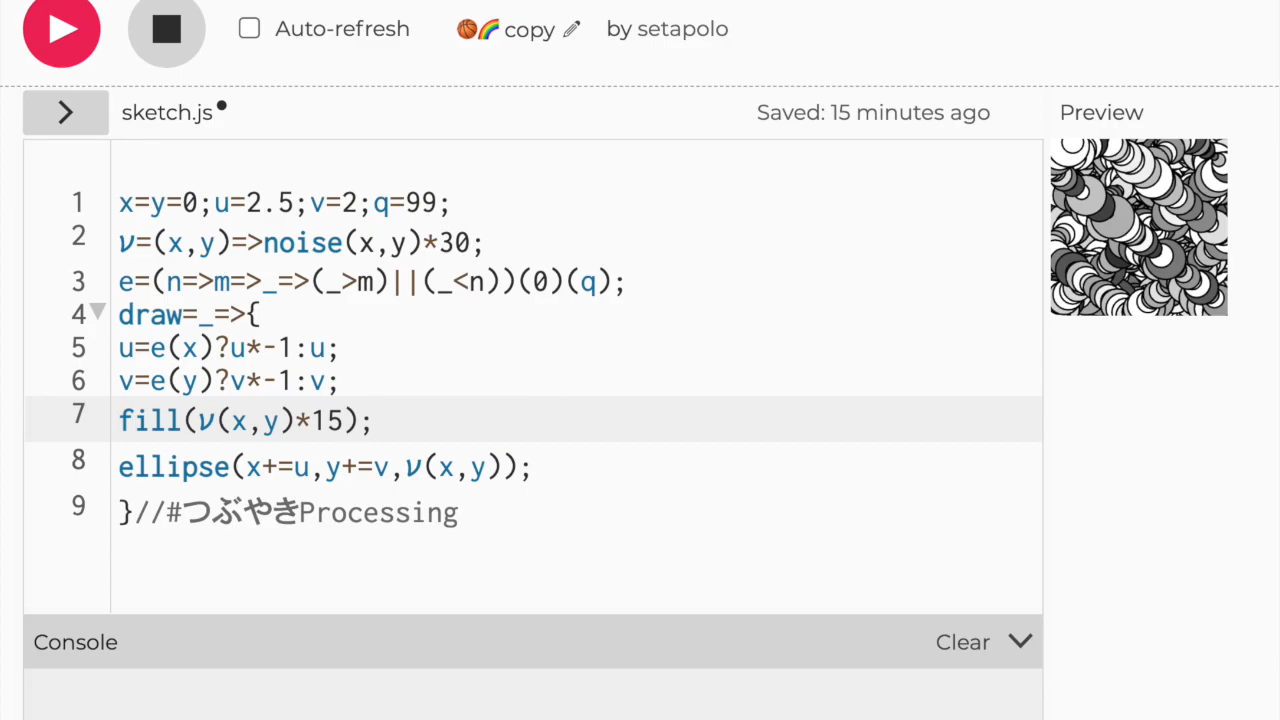 Auto-refresh
🏀🌈 copy
by setapolo
sketch.js
Saved: 15 minutes ago
Preview
1 x=y=0;u=2.5;v=2;q=99;
2 ν=(x,y)=>noise(x,y)*30;
3 e=(n=>m=>_=>(_>m)||(_<n))(0)(q);
4 draw=_=>{
5 u=e(x)?u*-1:u;
6 v=e(y)?v*-1:v;
7 fill(ν(x,y)*15);
8 ellipse(x+=u,y+=v,ν(x,y));
9 }//#つぶやきProcessing
Console
Clear